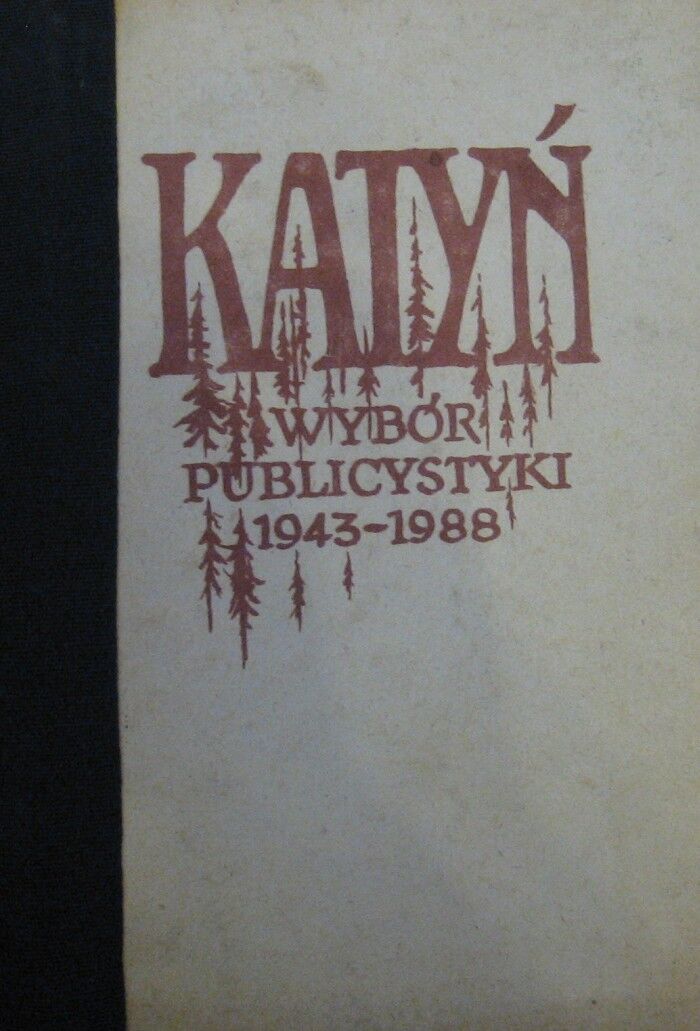 KATYŃ
WYBÓR
PUBLICYSTYKI
1943-1988